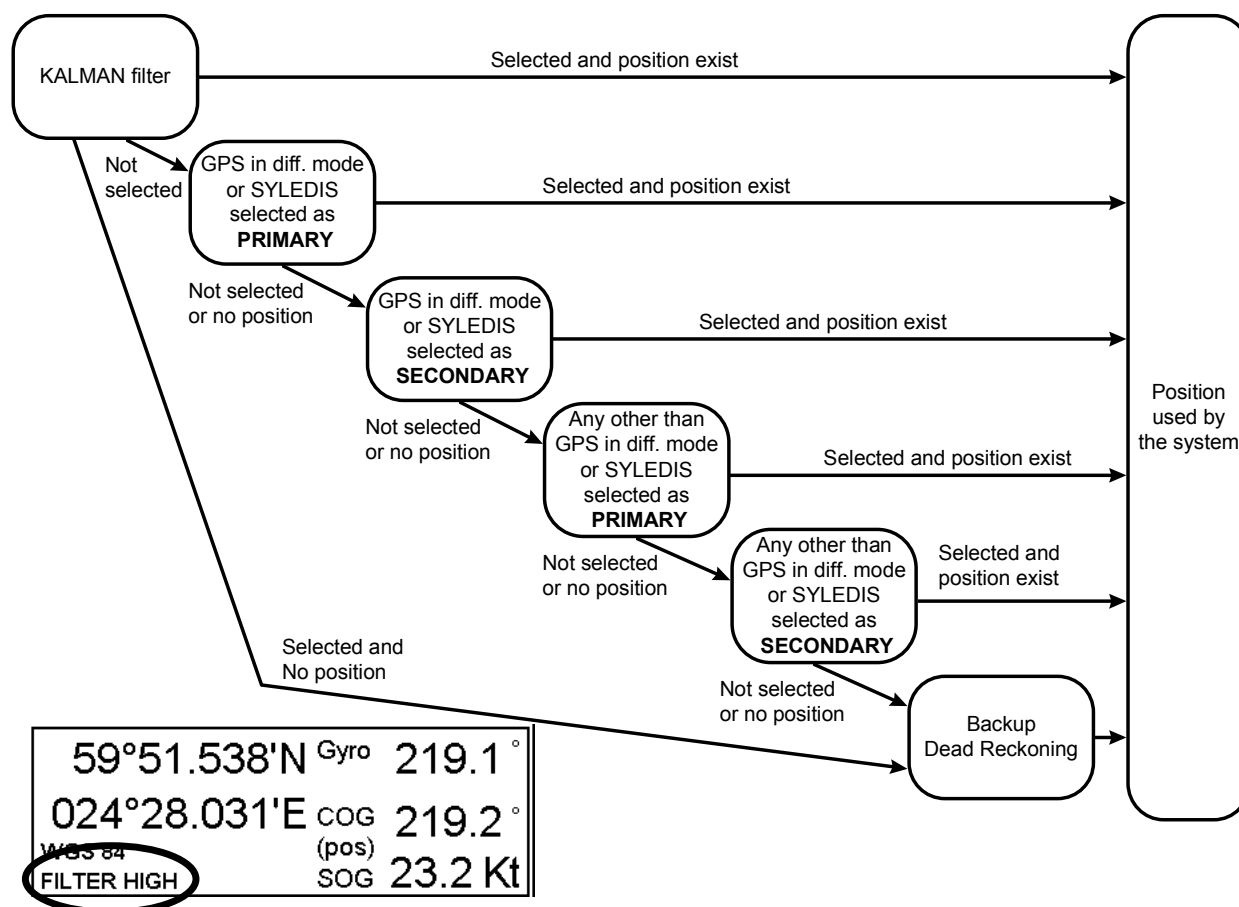 KALMAN filter
Selected and position exist
Not
selected
GPS in diff. mode
or SYLEDIS
selected as
PRIMARY
Selected and position exist
Not selected
or no position
GPS in diff. mode
or SYLEDIS
selected as
SECONDARY
Selected and position exist
Not selected
or no position
Any other than
GPS in diff. mode
or SYLEDIS
selected as
PRIMARY
Selected and position exist
Not selected
or no position
Any other than
GPS in diff. mode
or SYLEDIS
selected as
SECONDARY
Selected and
position exist
Position
used by
the system
Selected and
No position
Not selected
or no position
Backup
Dead Reckoning
59°51.538'N Gyro 219.1°
024°28.031'E COG 219.2°
WGS 84 (pos)
FILTER HIGH SOG 23.2 Kt